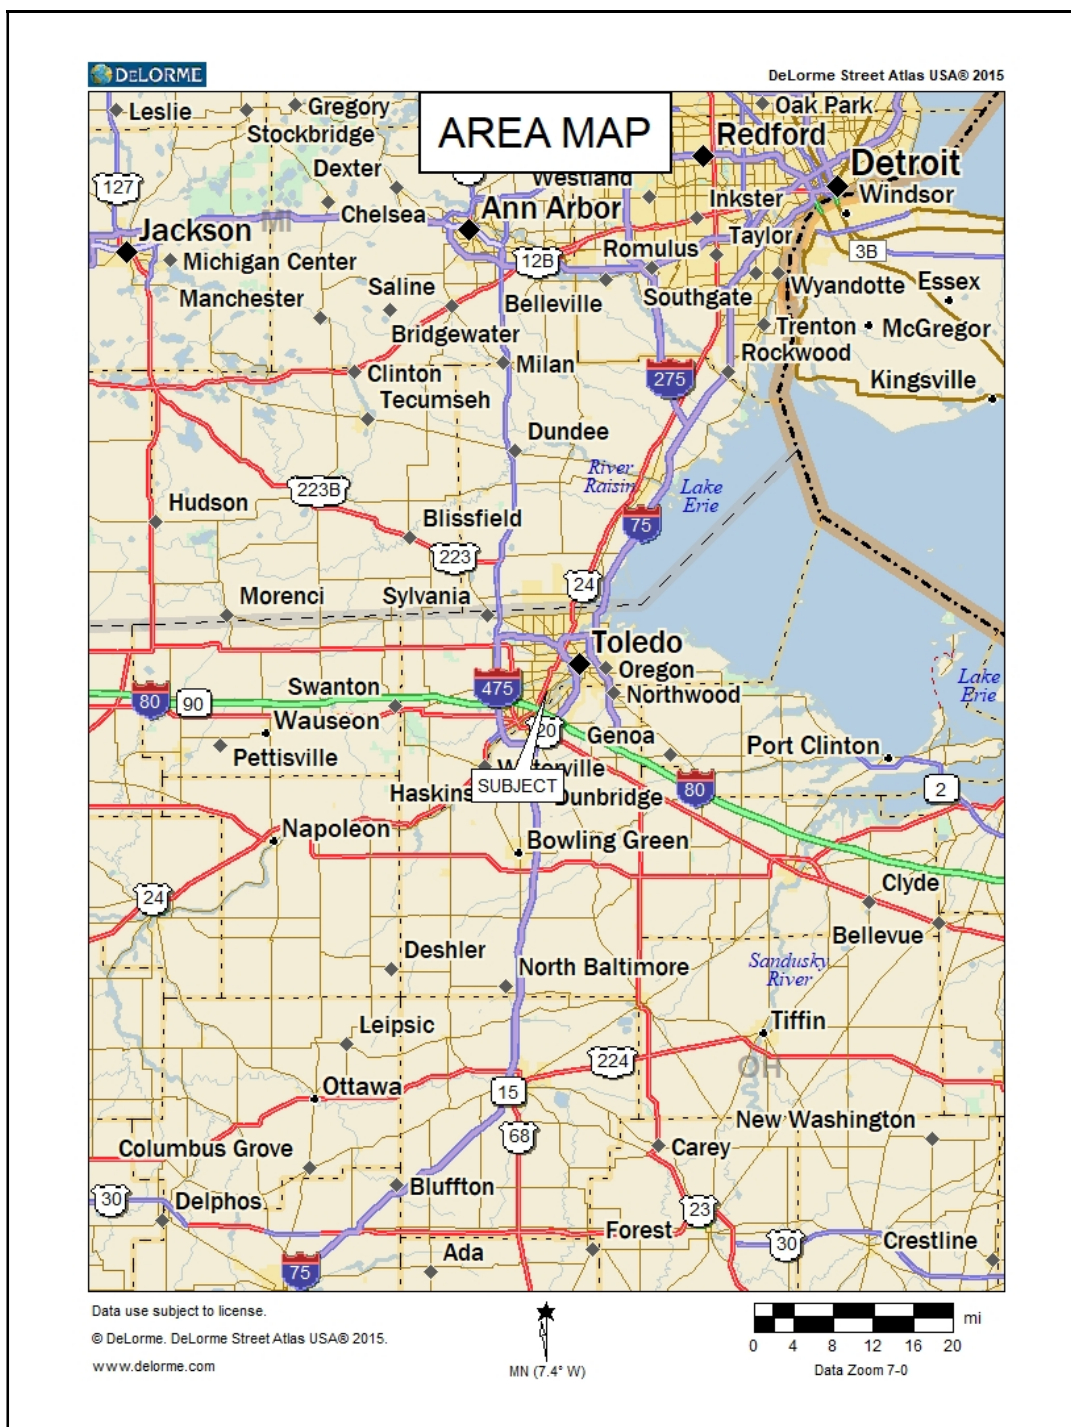 DELORME
DeLorme Street Atlas USA® 2015
AREA MAP
Leslie
Gregory
Stockbridge
Oak Park
Redford
Detroit
Dexter
Westland
Windsor
127
Inkster
Chelsea
Ann Arbor
MI
Jackson
Taylor
Romulus
3B
12B
Michigan Center
Saline
Wyandotte
Essex
Manchester
Belleville
Southgate
Bridgewater
Trenton
McGregor
Rockwood
Milan
Clinton
275
Kingsville
Tecumseh
Dundee
River
Raisin
Lake
Erie
223B
Hudson
Blissfield
75
223
24
Morenci
Sylvania
Toledo
Oregon
475
Swanton
Northwood
Lake
Erie
80
90
Wauseon
20
Genoa
Port Clinton
Pettisville
SUBJECT
Haskins
Dunbridge
80
2
Napoleon
Bowling Green
Clyde
24
Bellevue
Deshler
North Baltimore
Sandusky
River
Leipsic
Tiffin
224
OH
Ottawa
15
New Washington
68
Columbus Grove
Carey
Bluffton
30
Delphos
23
Forest
30
Crestline
Ada
75
Data use subject to license.
© DeLorme. DeLorme Street Atlas USA® 2015.
www.delorme.com
MN (7.4° W)
mi
0 4 8 12 16 20
Data Zoom 7-0